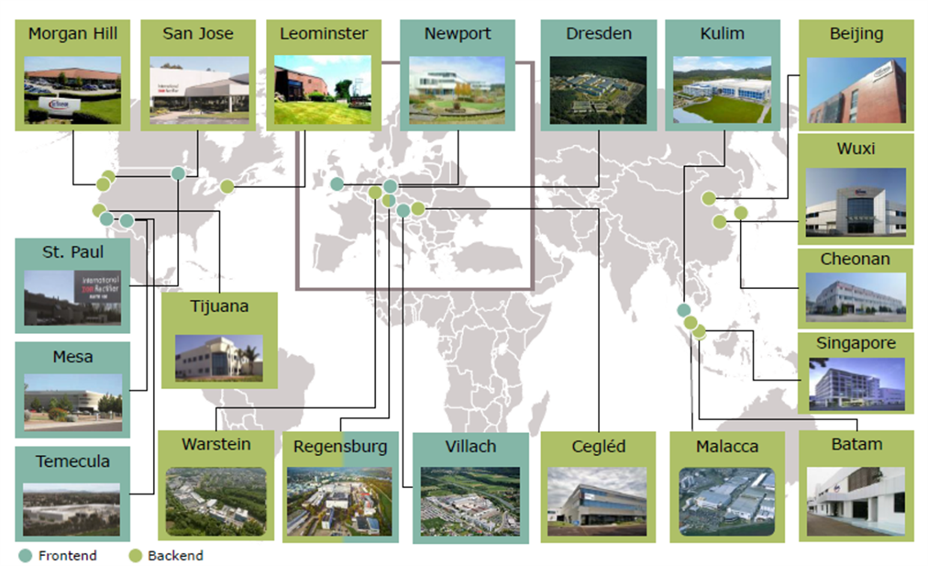 Morgan Hill
San Jose
Leominster
Newport
Dresden
Kulim
Beijing
Wuxi
St. Paul
International
Rectifier
Cheonan
Tijuana
Mesa
Singapore
Temecula
Warstein
Regensburg
Villach
Cegléd
Malacca
Batam
Frontend
Backend